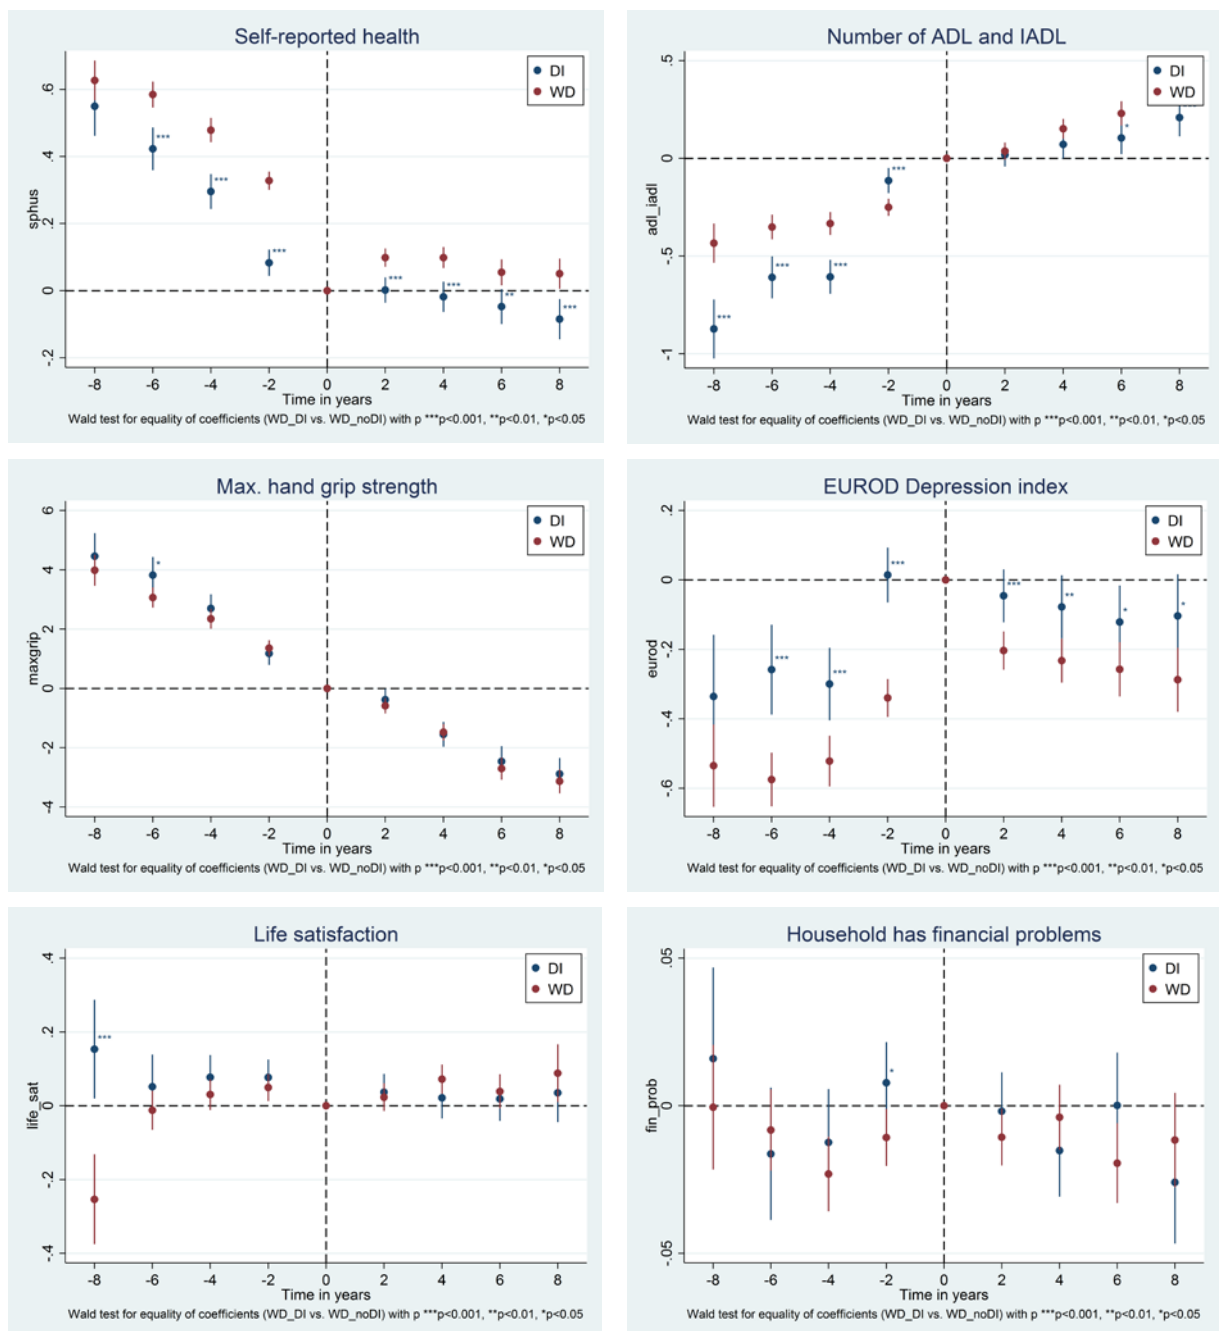 Self-reported health
DI
WD
sphus
.6
.4
.2
0
-.2
***
***
***
***
***
**
***
-8 -6 -4 -2 0 2 4 6 8
Time in years
Wald test for equality of coefficients (WD_DI vs. WD_noDI) with p ***p<0.001, **p<0.01, *p<0.05
Number of ADL and IADL
DI
WD
adl_iadl
.5
0
-.5
-1
***
***
***
***
*
-8 -6 -4 -2 0 2 4 6 8
Time in years
Wald test for equality of coefficients (WD_DI vs. WD_noDI) with p ***p<0.001, **p<0.01, *p<0.05
Max. hand grip strength
DI
WD
maxgrip
6
4
2
0
-2
-4
*
-8 -6 -4 -2 0 2 4 6 8
Time in years
Wald test for equality of coefficients (WD_DI vs. WD_noDI) with p ***p<0.001, **p<0.01, *p<0.05
EUROD Depression index
DI
WD
eurod
.2
0
-.2
-.4
-.6
***
***
***
***
**
*
*
-8 -6 -4 -2 0 2 4 6 8
Time in years
Wald test for equality of coefficients (WD_DI vs. WD_noDI) with p ***p<0.001, **p<0.01, *p<0.05
Life satisfaction
DI
WD
life_sat
.4
.2
0
-.2
-.4
***
-8 -6 -4 -2 0 2 4 6 8
Time in years
Wald test for equality of coefficients (WD_DI vs. WD_noDI) with p ***p<0.001, **p<0.01, *p<0.05
Household has financial problems
DI
WD
fin_prob
.05
0
-.05
*
-8 -6 -4 -2 0 2 4 6 8
Time in years
Wald test for equality of coefficients (WD_DI vs. WD_noDI) with p ***p<0.001, **p<0.01, *p<0.05